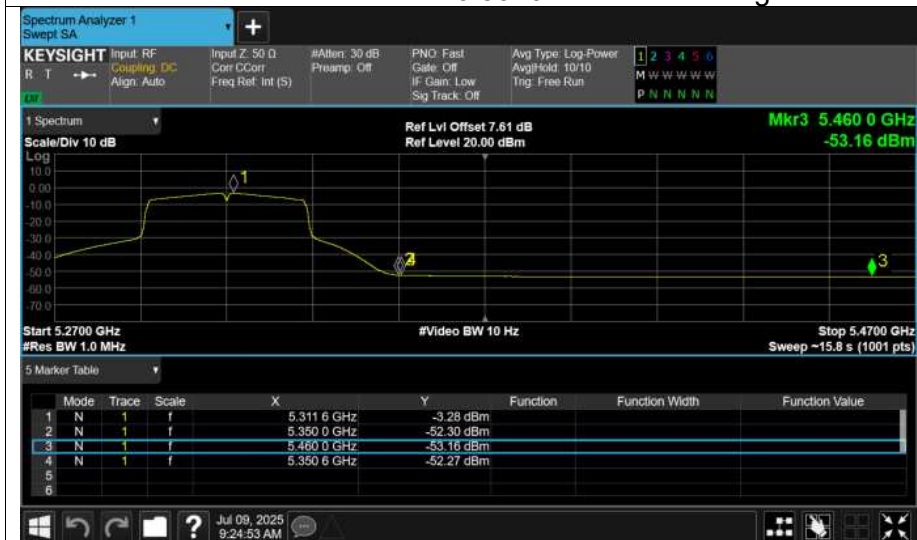 Spectrum Analyzer 1
Swept SA
+
KEYSIGHT Input: RF Input Z: 50 Ω #Atten: 30 dB PNO: Fast Avg Type: Log-Power 1 2 3 4 5 6
R T Coupling: DC Corr CCorr Preamp: Off Gate: Off Avg|Hold: 10/10 M W W W W W
Align: Auto Freq Ref: Int (S) IF Gain: Low Trig: Free Run P N N N N N
Sig Track: Off
1 Spectrum Ref Lvl Offset 7.61 dB Mkr3 5.460 0 GHz
Scale/Div 10 dB Ref Level 20.00 dBm -53.16 dBm
Log
10.0
0.00
-10.0
-20.0
-30.0
-40.0
-50.0
-60.0
-70.0
1
2
4
3
Start 5.2700 GHz #Video BW 10 Hz Stop 5.4700 GHz
#Res BW 1.0 MHz Sweep ~15.8 s (1001 pts)
5 Marker Table
Mode Trace Scale X Y Function Function Width Function Value
1 N 1 f 5.311 6 GHz -3.28 dBm
2 N 1 f 5.350 0 GHz -52.30 dBm
3 N 1 f 5.460 0 GHz -53.16 dBm
4 N 1 f 5.350 6 GHz -52.27 dBm
5
6
? Jul 09, 2025
9:24:53 AM